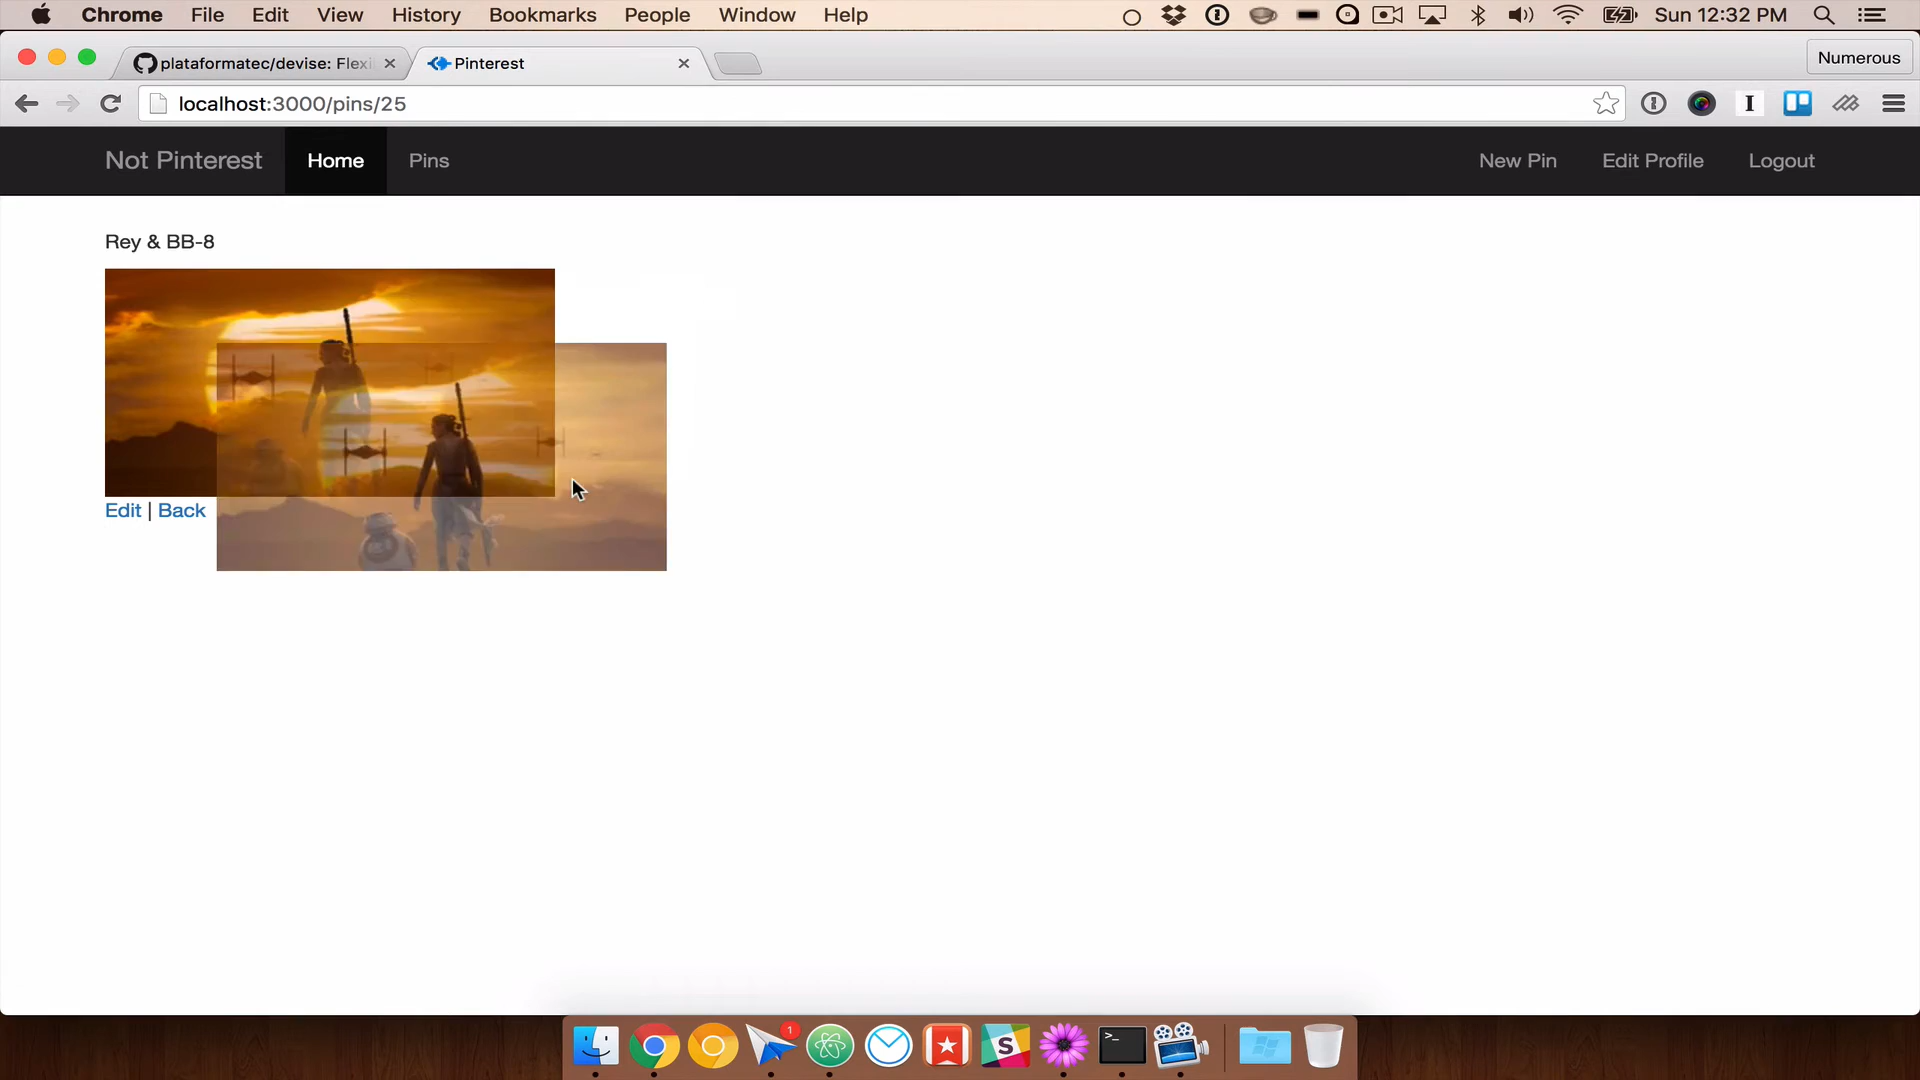 Chrome File Edit View History Bookmarks People Window Help Sun 12:32 PM
plataformatec/devise: Flexi Pinterest Numerous
localhost:3000/pins/25
Not Pinterest Home Pins New Pin Edit Profile Logout
Rey & BB-8
Edit | Back
1